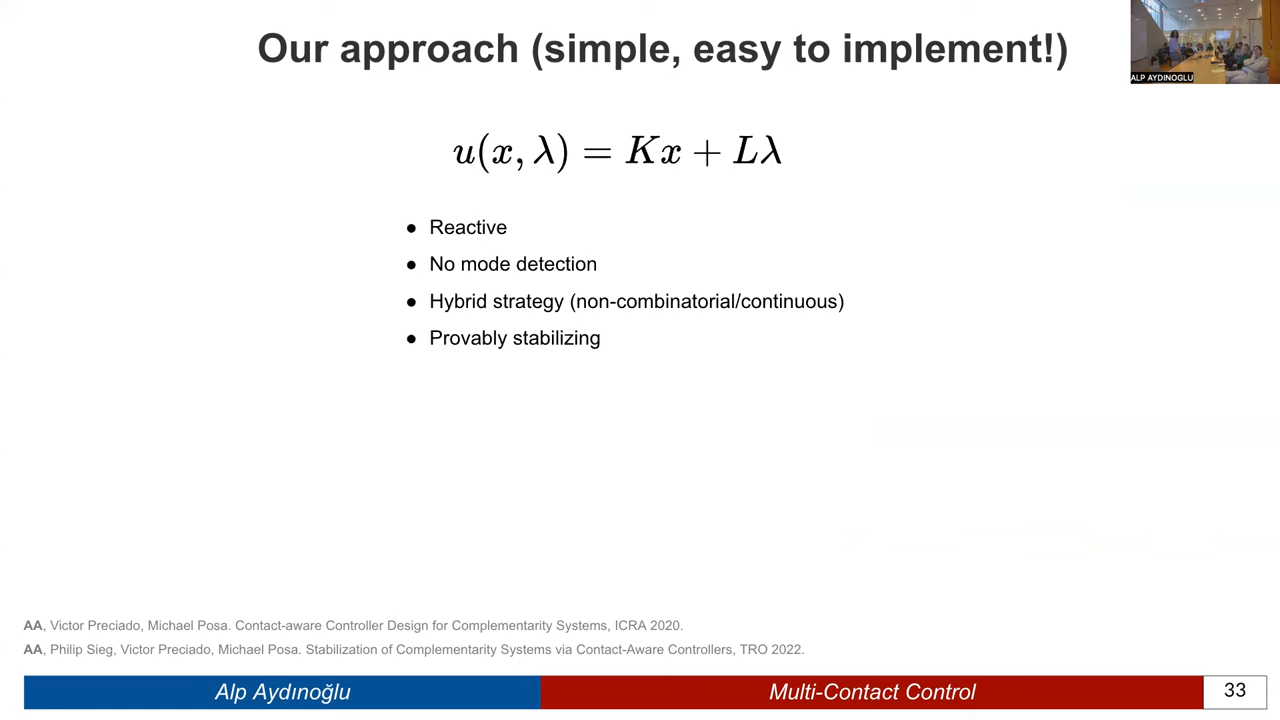 Our approach (simple, easy to implement!)
ALP AYDINOGLU
u(x, λ) = Kx + Lλ
● Reactive
● No mode detection
● Hybrid strategy (non-combinatorial/continuous)
● Provably stabilizing
AA, Victor Preciado, Michael Posa. Contact-aware Controller Design for Complementarity Systems, ICRA 2020.
AA, Philip Sieg, Victor Preciado, Michael Posa. Stabilization of Complementarity Systems via Contact-Aware Controllers, TRO 2022.
Alp Aydınoğlu Multi-Contact Control 33